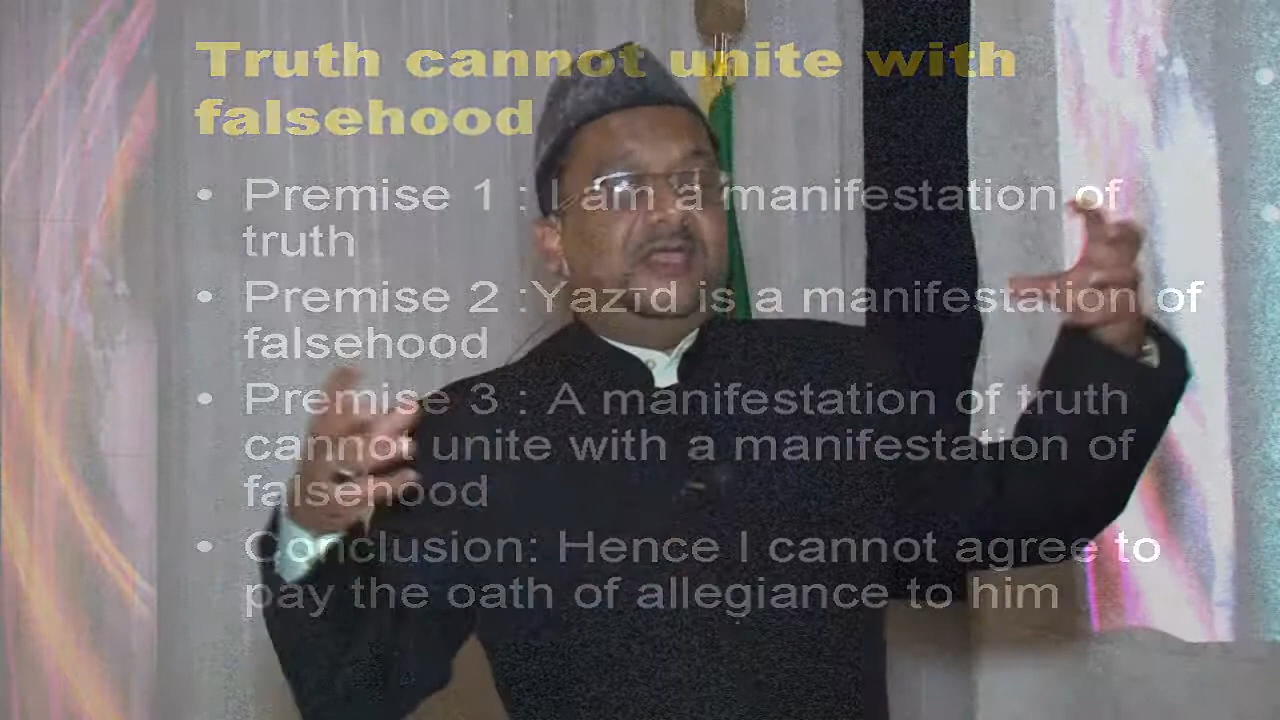 Truth cannot unite with
falsehood
• Premise 1 : I am a manifestation of
truth
• Premise 2 :Yazid is a manifestation of
falsehood
• Premise 3 : A manifestation of truth
cannot unite with a manifestation of
falsehood
• Conclusion: Hence I cannot agree to
pay the oath of allegiance to him